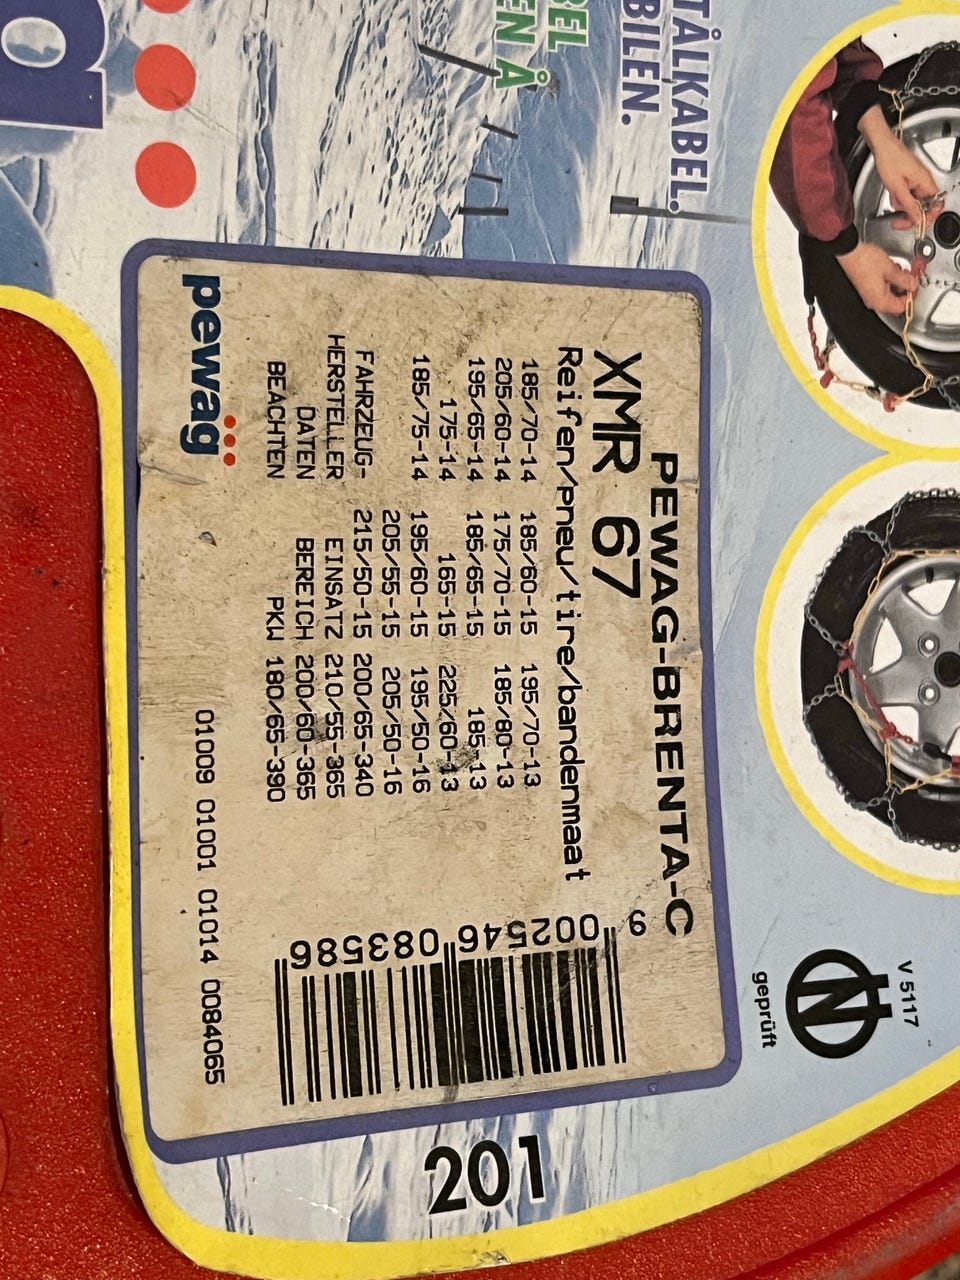 TÅLKABEL.
BILEN.
BEL
EN Å
V 5117
geprüft
PEWAG-BRENTA-C
XMR 67
Reifen/pneu/tire/bandenmaat
185/70-14 185/60-15 195/70-13
205/60-14 175/70-15 185/80-13
195/65-14 185/65-15 185-13
175-14 165-15 225/60-13
185/75-14 195/60-15 195/50-16
205/55-15 205/50-16
FAHRZEUG- 215/50-15 200/65-340
HERSTELLER EINSATZ 210/55-365
DATEN BEREICH 200/60-365
BEACHTEN PKW 180/65-390
pewag
01009 01001 01014 0084065
9 002546 083586
201